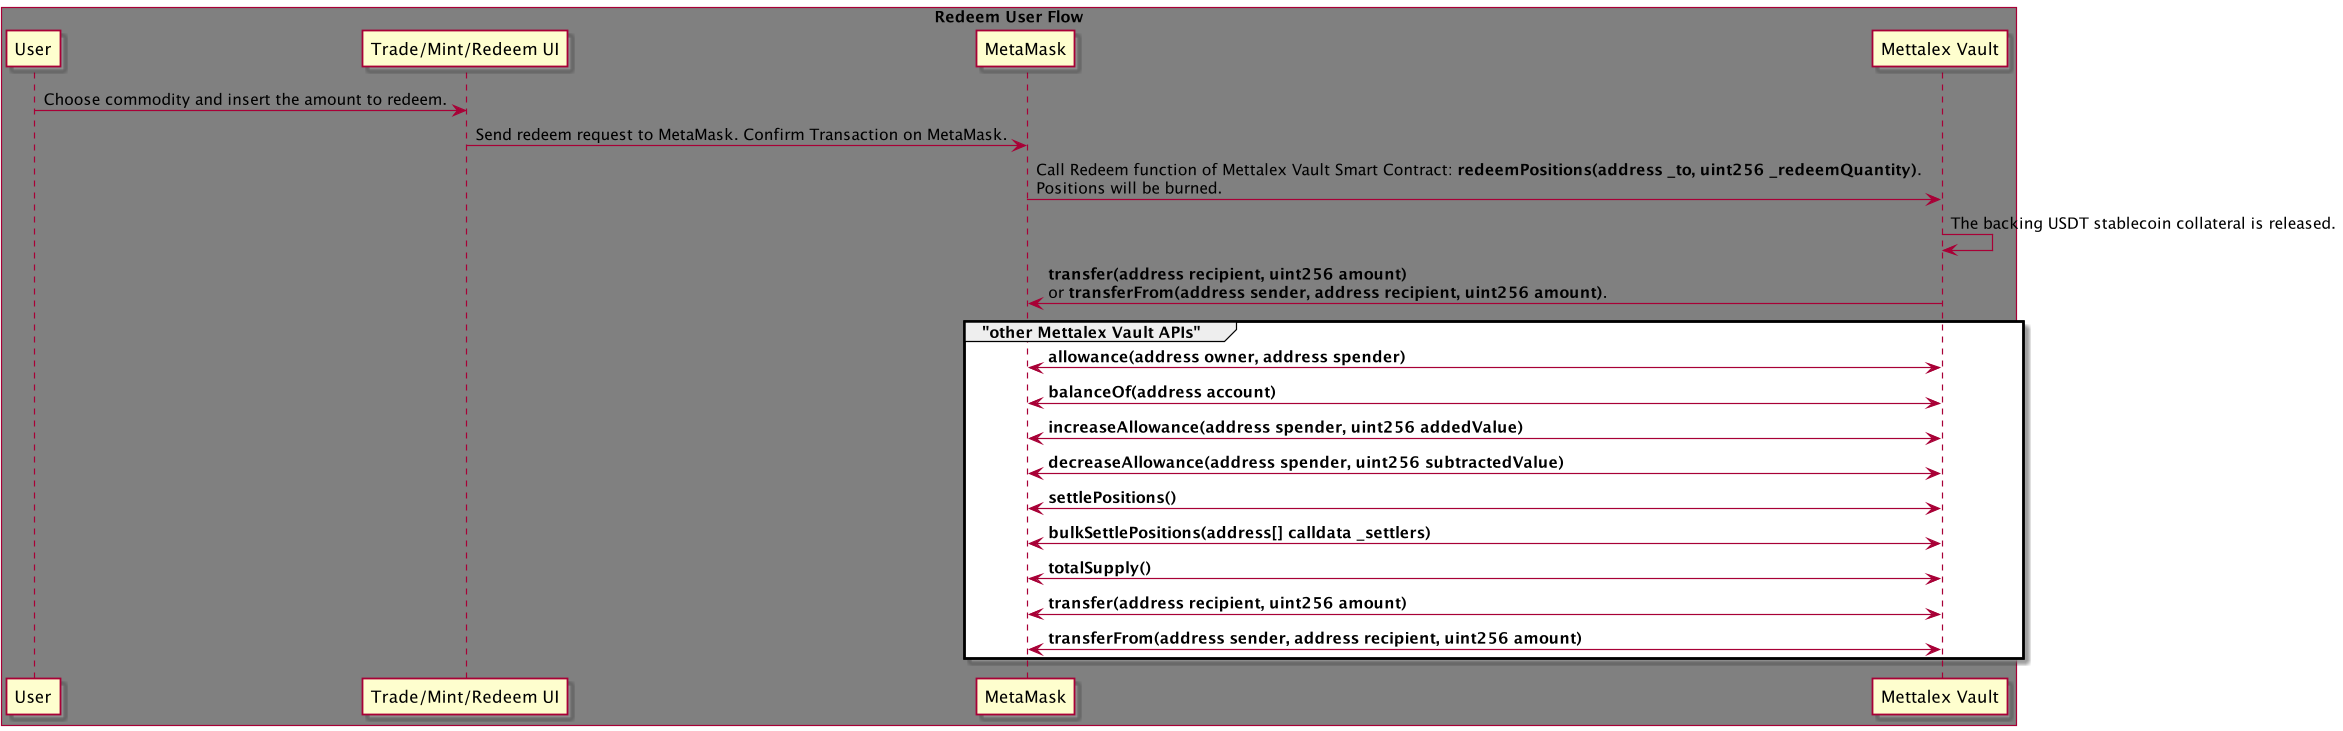 Redeem User Flow
User
Trade/Mint/Redeem UI
MetaMask
Mettalex Vault
Choose commodity and insert the amount to redeem.
Send redeem request to MetaMask. Confirm Transaction on MetaMask.
Call Redeem function of Mettalex Vault Smart Contract: redeemPositions(address _to, uint256 _redeemQuantity).
Positions will be burned.
The backing USDT stablecoin collateral is released.
transfer(address recipient, uint256 amount)
or transferFrom(address sender, address recipient, uint256 amount).
"other Mettalex Vault APIs"
allowance(address owner, address spender)
balanceOf(address account)
increaseAllowance(address spender, uint256 addedValue)
decreaseAllowance(address spender, uint256 subtractedValue)
settlePositions()
bulkSettlePositions(address[] calldata _settlers)
totalSupply()
transfer(address recipient, uint256 amount)
transferFrom(address sender, address recipient, uint256 amount)
User
Trade/Mint/Redeem UI
MetaMask
Mettalex Vault